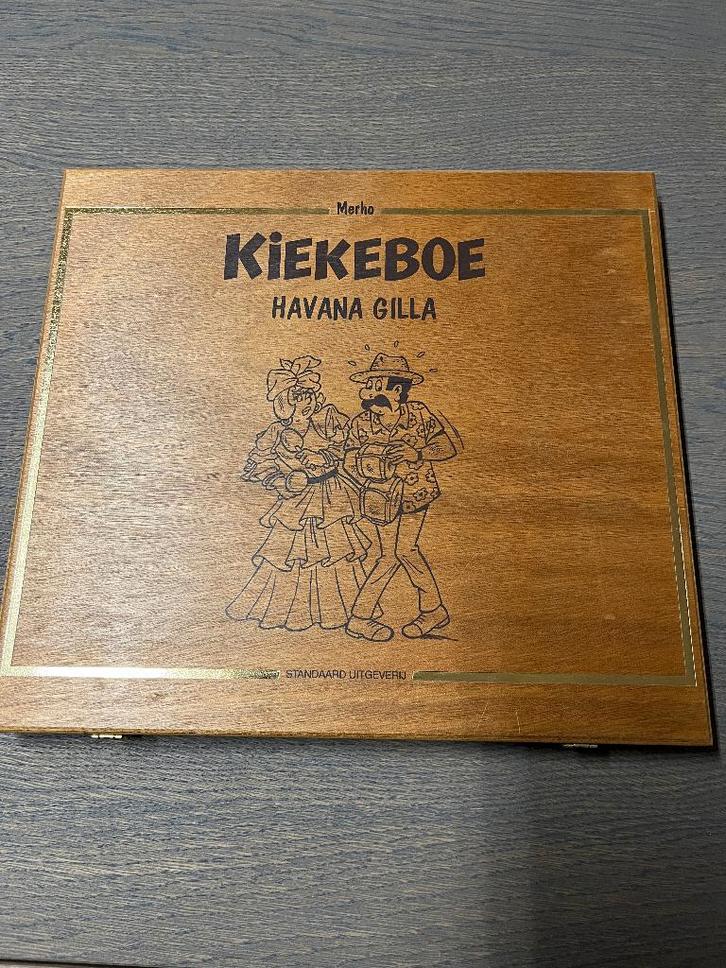 Merho
KiEKEBOE
HAVANA GILLA
STANDAARD UITGEVERIJ